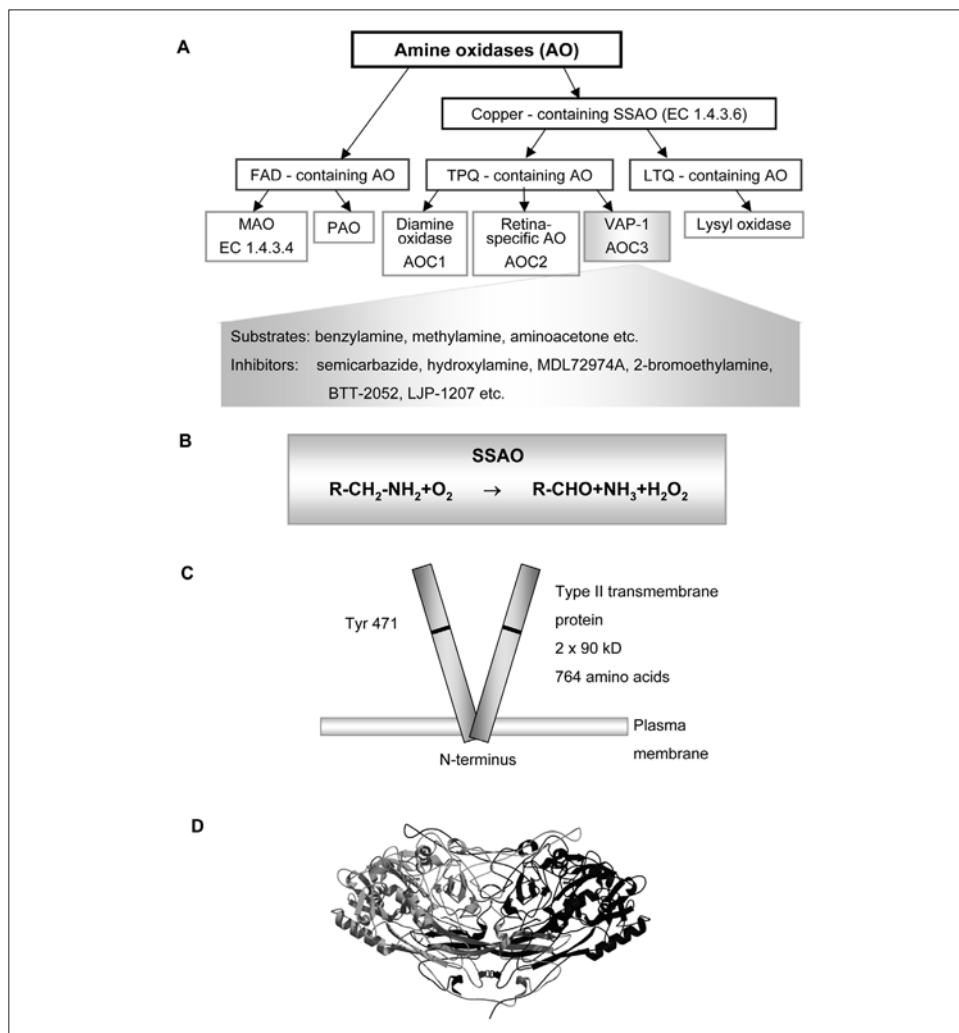 A
Amine oxidases (AO)
Copper - containing SSAO (EC 1.4.3.6)
FAD - containing AO
TPQ - containing AO
LTQ - containing AO
MAO
EC 1.4.3.4
PAO
Diamine
oxidase
AOC1
Retina-
specific AO
AOC2
VAP-1
AOC3
Lysyl oxidase
Substrates: benzylamine, methylamine, aminoacetone etc.
Inhibitors: semicarbazide, hydroxylamine, MDL72974A, 2-bromoethylamine,
BTT-2052, LJP-1207 etc.
B
SSAO
R-CH₂-NH₂+O₂ → R-CHO+NH₃+H₂O₂
C
Tyr 471
Type II transmembrane
protein
2 x 90 kD
764 amino acids
Plasma
membrane
N-terminus
D